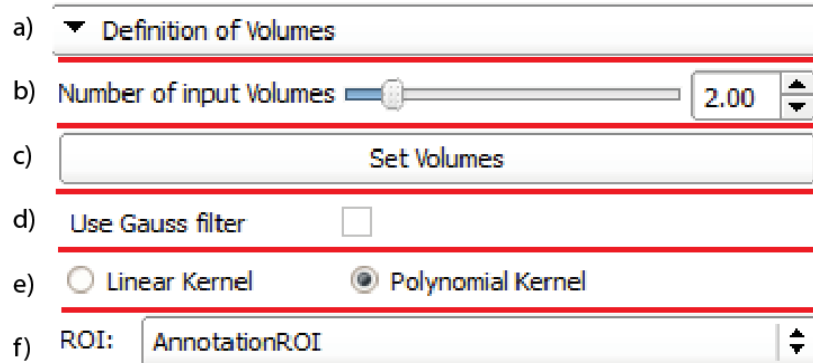 a) Definition of Volumes
b) Number of input Volumes 2.00
c) Set Volumes
d) Use Gauss filter
e) Linear Kernel Polynomial Kernel
f) ROI: AnnotationROI